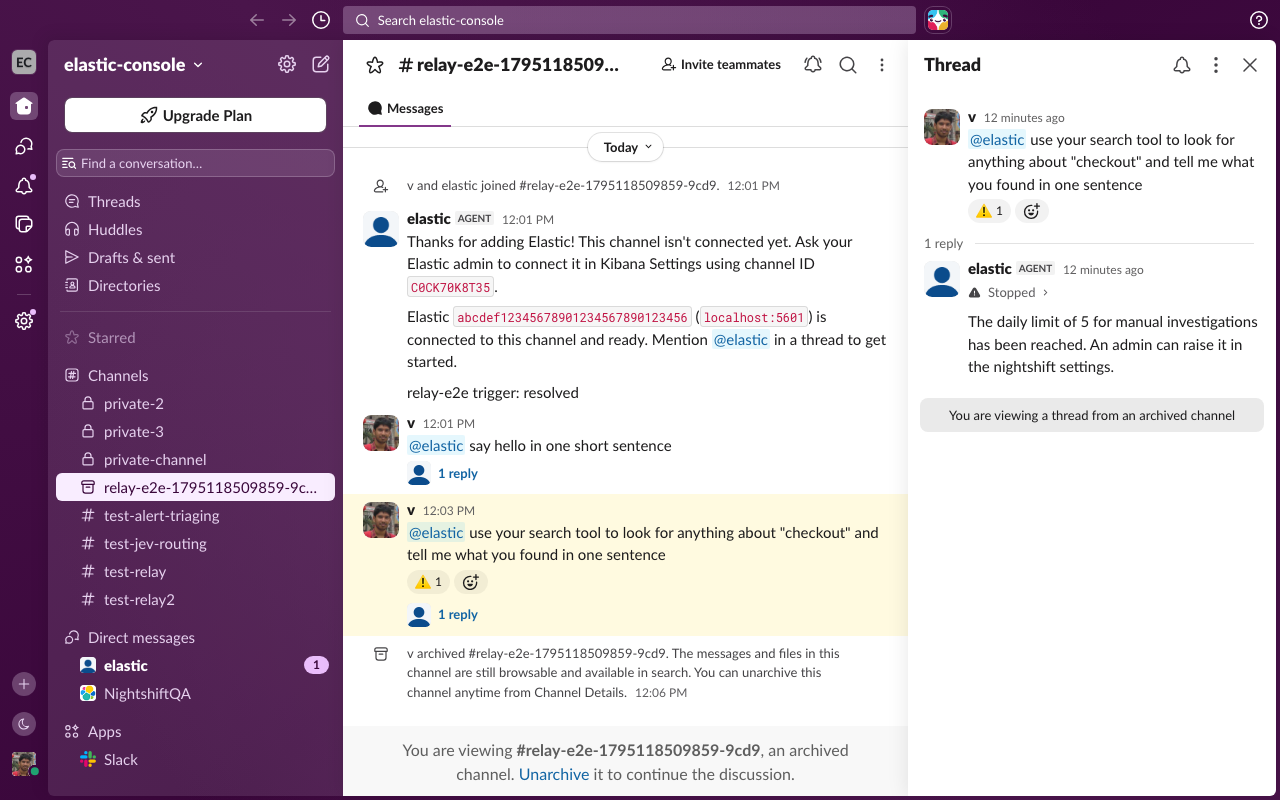 Search elastic-console
EC
elastic-console
Upgrade Plan
Find a conversation...
Threads
Huddles
Drafts & sent
Directories
Starred
Channels
private-2
private-3
private-channel
relay-e2e-1795118509859-9c...
test-alert-triaging
test-jev-routing
test-relay
test-relay2
Direct messages
elastic 1
NightshiftQA
Apps
Slack
# relay-e2e-1795118509...
Invite teammates
Messages
Today
v and elastic joined #relay-e2e-1795118509859-9cd9. 12:01 PM
elastic AGENT 12:01 PM
Thanks for adding Elastic! This channel isn't connected yet. Ask your
Elastic admin to connect it in Kibana Settings using channel ID
C0CK70K8T35.
Elastic abcdef12345678901234567890123456 (localhost:5601) is
connected to this channel and ready. Mention @elastic in a thread to get
started.
relay-e2e trigger: resolved
v 12:01 PM
@elastic say hello in one short sentence
1 reply
v 12:03 PM
@elastic use your search tool to look for anything about "checkout" and
tell me what you found in one sentence
1
1 reply
v archived #relay-e2e-1795118509859-9cd9. The messages and files in this
channel are still browsable and available in search. You can unarchive this
channel anytime from Channel Details. 12:06 PM
You are viewing #relay-e2e-1795118509859-9cd9, an archived
channel. Unarchive it to continue the discussion.
Thread
v 12 minutes ago
@elastic use your search tool to look for
anything about "checkout" and tell me what
you found in one sentence
1
1 reply
elastic AGENT 12 minutes ago
Stopped
The daily limit of 5 for manual investigations
has been reached. An admin can raise it in
the nightshift settings.
You are viewing a thread from an archived channel